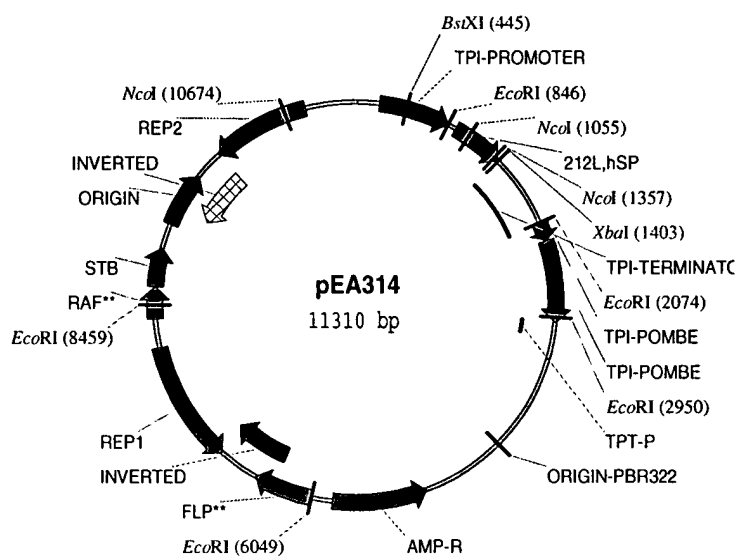 BstXI (445)
TPI-PROMOTER
EcoRI (846)
NcoI (1055)
212L,hSP
NcoI (1357)
XbaI (1403)
TPI-TERMINATC
EcoRI (2074)
TPI-POMBE
TPI-POMBE
EcoRI (2950)
TPT-P
ORIGIN-PBR322
AMP-R
EcoRI (6049)
FLP**
INVERTED
REP1
EcoRI (8459)
RAF**
STB
ORIGIN
INVERTED
REP2
NcoI (10674)
pEA314
11310 bp